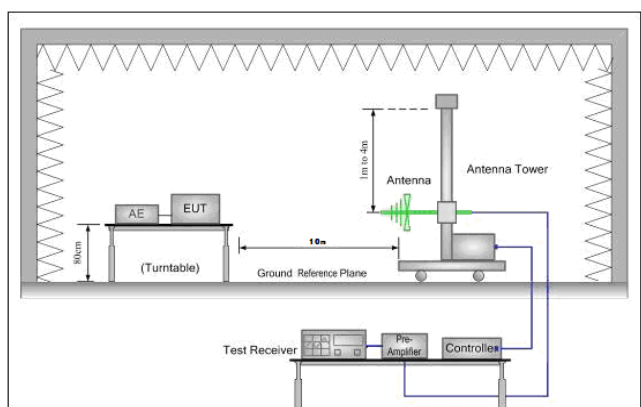 1m to 4m
Antenna
Antenna Tower
AE
EUT
80cm
(Turntable)
10m
Ground Reference Plane
Test Receiver
Pre-
Amplifier
Controller